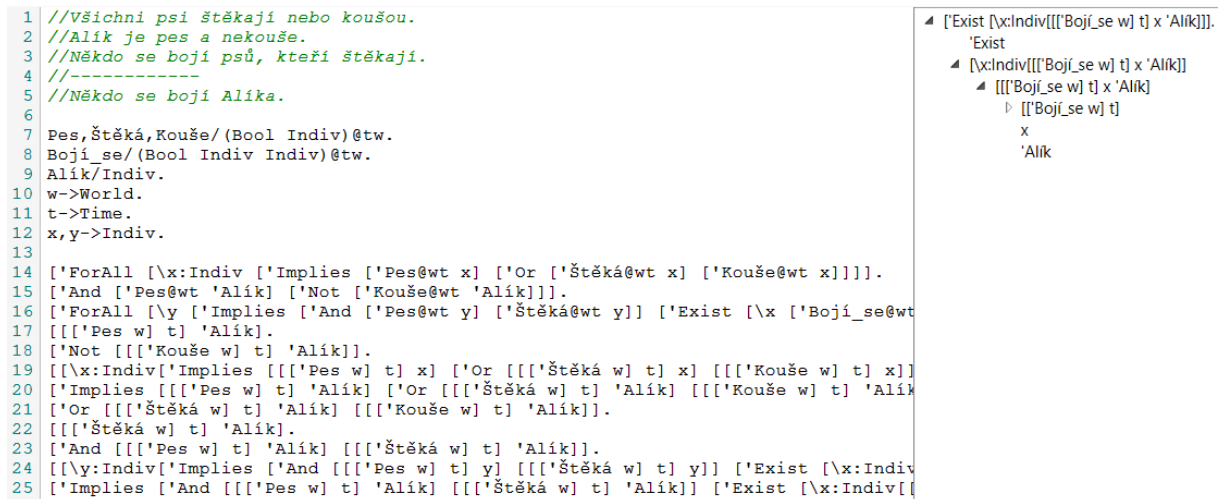 1 //Všichni psi štěkají nebo koušou.
2 //Alík je pes a nekouše.
3 //Někdo se bojí psů, kteří štěkají.
4 //------------
5 //Někdo se bojí Alíka.
6
7 Pes,Štěká,Kouše/(Bool Indiv)@tw.
8 Bojí_se/(Bool Indiv Indiv)@tw.
9 Alík/Indiv.
10 w->World.
11 t->Time.
12 x,y->Indiv.
13
14 ['ForAll [\x:Indiv ['Implies ['Pes@wt x] ['Or ['Štěká@wt x] ['Kouše@wt x]]]].
15 ['And ['Pes@wt 'Alík] ['Not ['Kouše@wt 'Alík]]].
16 ['ForAll [\y ['Implies ['And ['Pes@wt y] ['Štěká@wt y]] ['Exist [\x ['Bojí_se@wt
17 [[['Pes w] t] 'Alík].
18 ['Not [[['Kouše w] t] 'Alík]].
19 [[\x:Indiv['Implies [[['Pes w] t] x] ['Or [[['Štěká w] t] x] [[['Kouše w] t] x]]
20 ['Implies [[['Pes w] t] 'Alík] ['Or [[['Štěká w] t] 'Alík] [[['Kouše w] t] 'Alík
21 ['Or [[['Štěká w] t] 'Alík] [[['Kouše w] t] 'Alík]].
22 [[['Štěká w] t] 'Alík].
23 ['And [[['Pes w] t] 'Alík] [[['Štěká w] t] 'Alík]].
24 [[\y:Indiv['Implies ['And [[['Pes w] t] y] [[['Štěká w] t] y]] ['Exist [\x:Indiv
25 ['Implies ['And [[['Pes w] t] 'Alík] [[['Štěká w] t] 'Alík]] ['Exist [\x:Indiv[[
['Exist [\x:Indiv[[['Bojí_se w] t] x 'Alík]]].
'Exist
[\x:Indiv[[['Bojí_se w] t] x 'Alík]]
[[['Bojí_se w] t] x 'Alík]
[['Bojí_se w] t]
x
'Alík